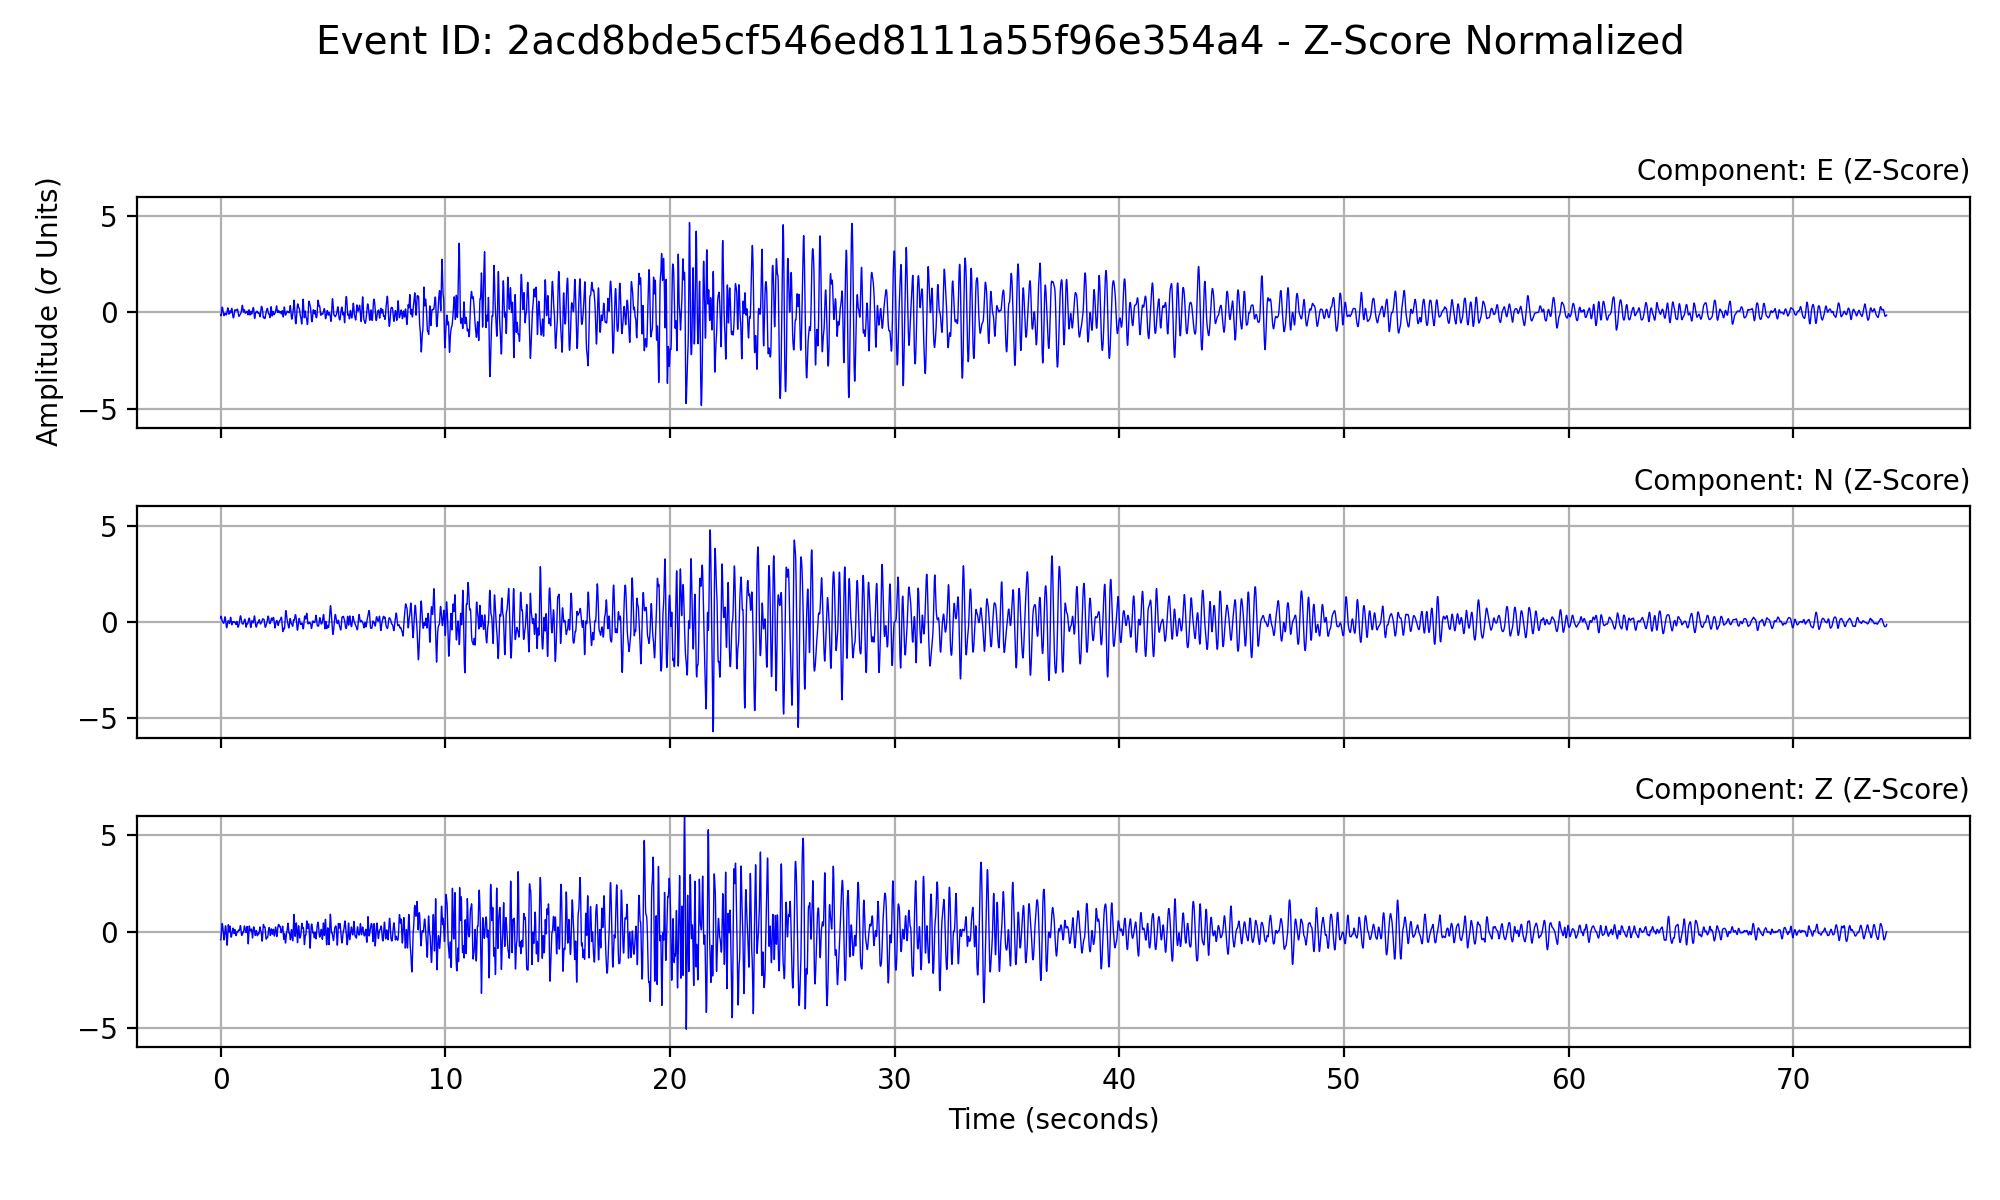 Event ID: 2acd8bde5cf546ed8111a55f96e354a4 - Z-Score Normalized
Component: E (Z-Score)
Amplitude (σ Units)
5
0
−5
Component: N (Z-Score)
5
0
−5
Component: Z (Z-Score)
5
0
−5
0 10 20 30 40 50 60 70
Time (seconds)